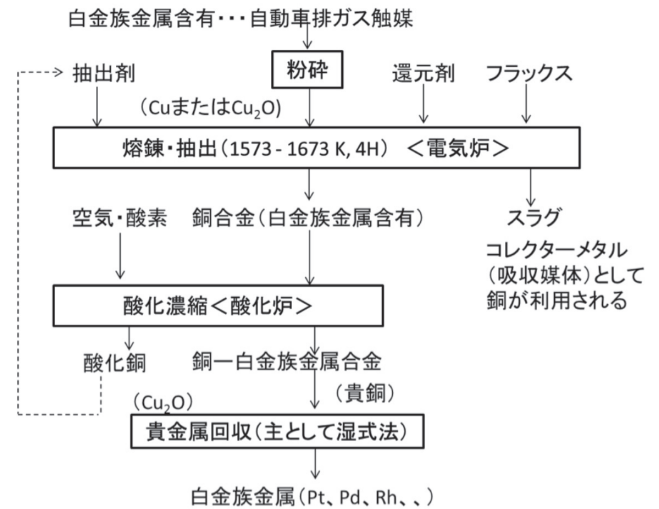 白金族金属含有・・・自動車排ガス触媒
抽出剤
粉砕
還元剤
フラックス
（CuまたはCu₂O)
熔錬・抽出（1573 - 1673 K, 4H） ＜電気炉＞
空気・酸素
銅合金（白金族金属含有）
スラグ
コレクターメタル
（吸収媒体）として
銅が利用される
酸化濃縮＜酸化炉＞
酸化銅
銅ー白金族金属合金
（Cu₂O）
（貴銅）
貴金属回収（主として湿式法）
白金族金属（Pt、Pd、Rh、、）